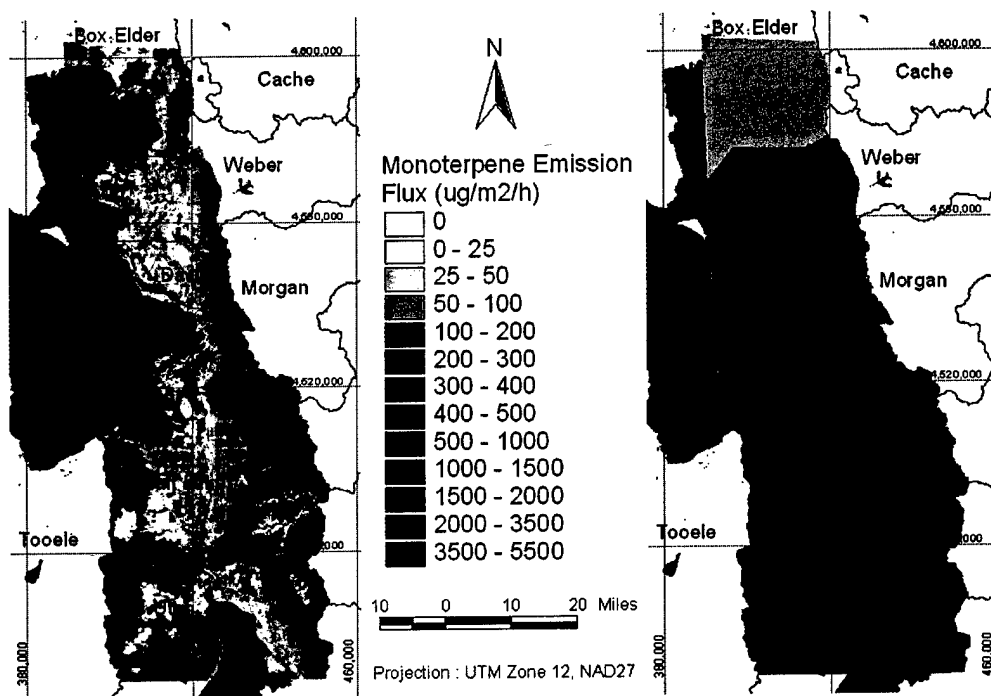 Box Elder
4,600,000
Cache
Weber
Morgan
Tooele
380,000
460,000
N
Monoterpene Emission
Flux (ug/m2/h)
0
0 - 25
25 - 50
50 - 100
100 - 200
200 - 300
300 - 400
400 - 500
500 - 1000
1000 - 1500
1500 - 2000
2000 - 3500
3500 - 5500
10 0 10 20 Miles
Projection : UTM Zone 12, NAD27
Box Elder
4,600,000
Cache
Weber
Morgan
4,520,000
Tooele
380,000
460,000